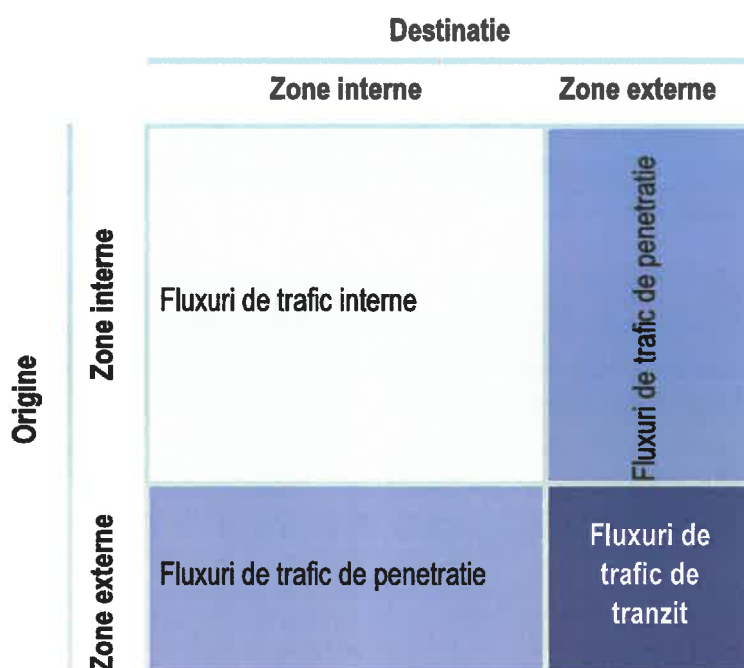 Destinatie
Zone interne
Zone externe
Origine
Zone interne
Fluxuri de trafic interne
Fluxuri de trafic de penetratie
Zone externe
Fluxuri de trafic de penetratie
Fluxuri de
trafic de
tranzit